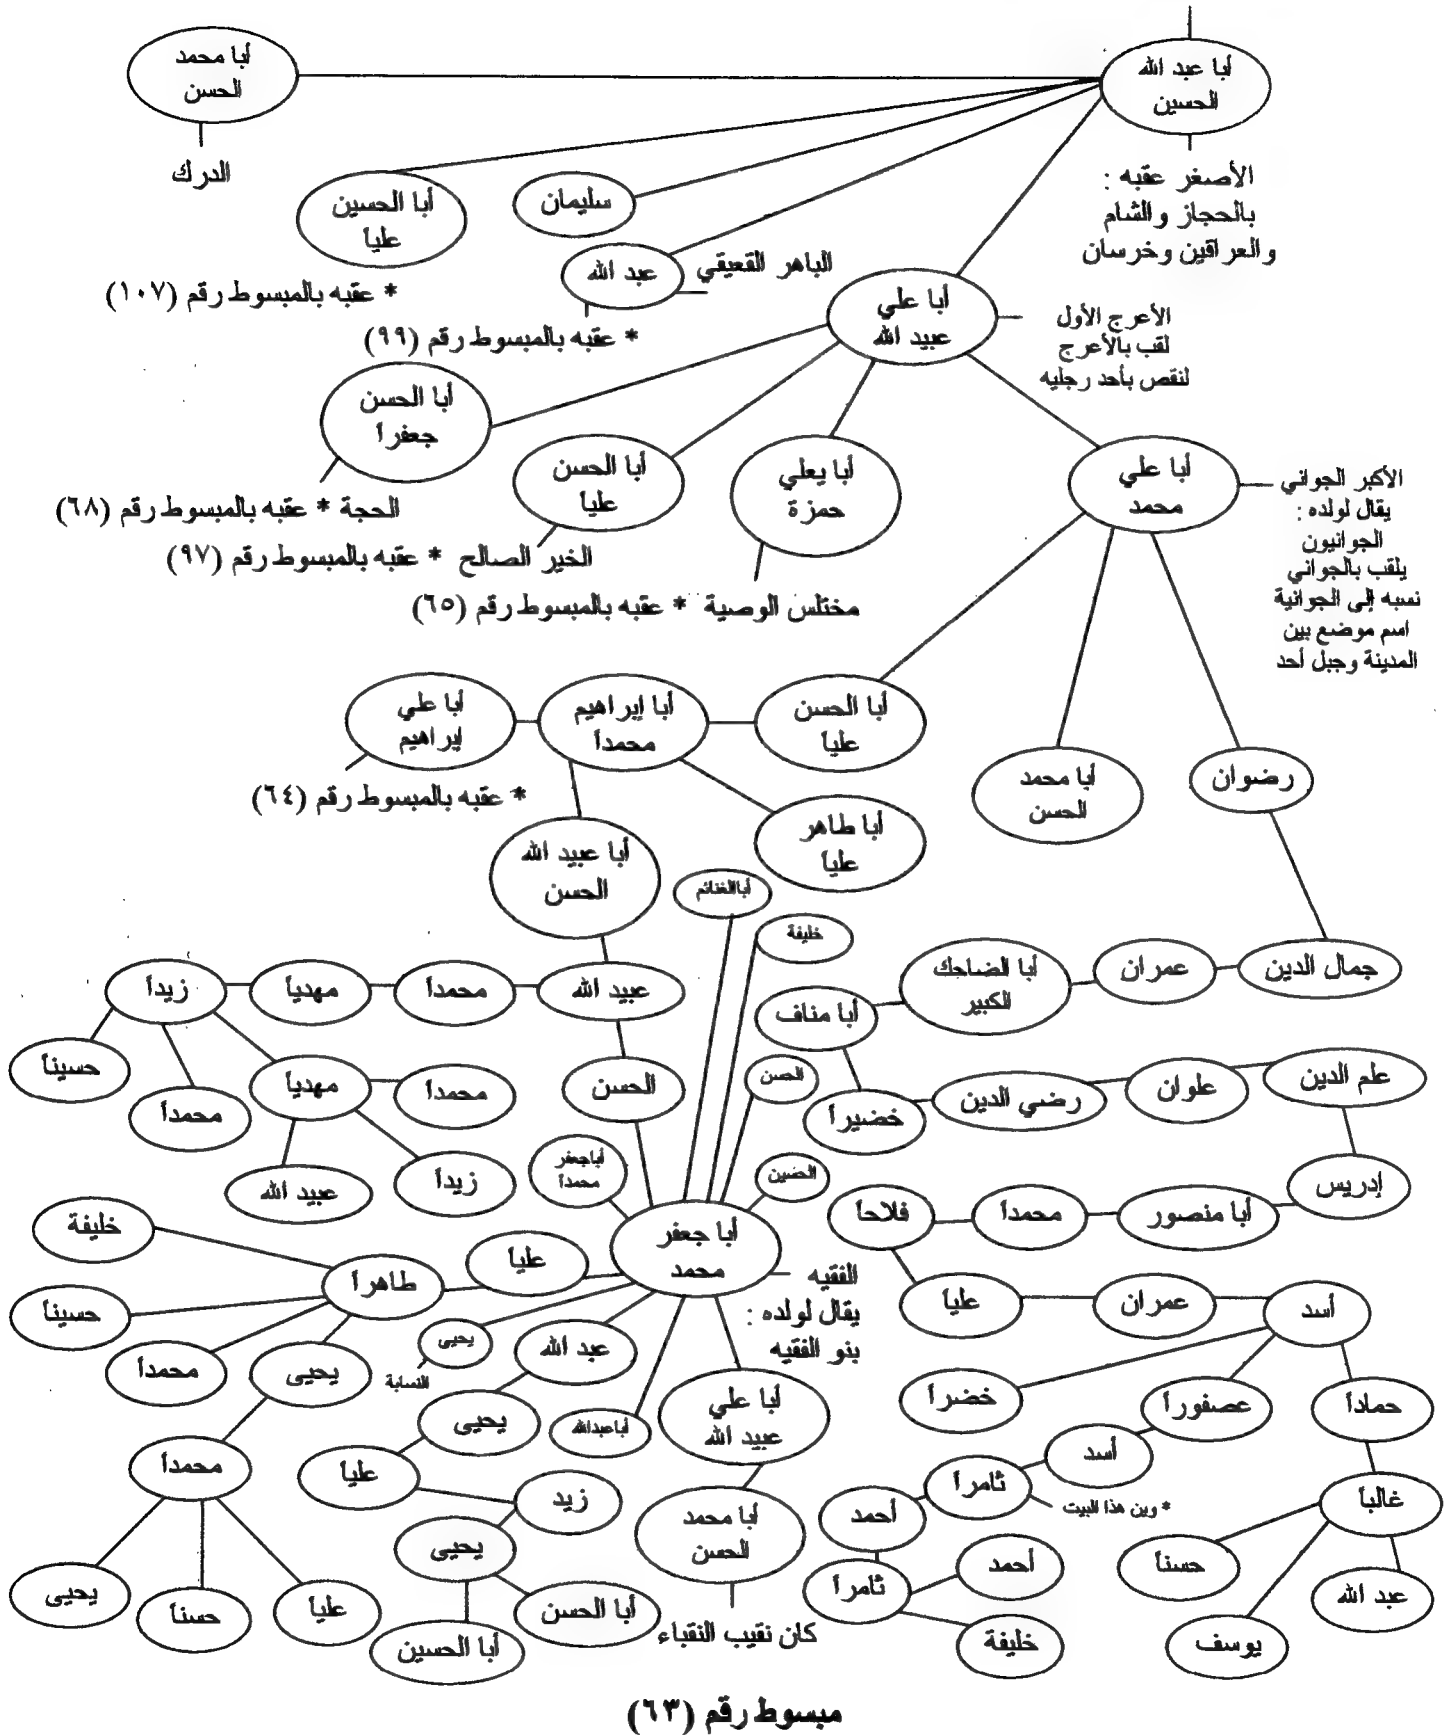 أبا عبد الله
الحسين
الأصغر عقبه :
بالحجاز والشام
والعراقين وخرسان
أبا محمد
الحسن
الدرك
أبا الحسين
عليا
* عقبه بالمبسوط رقم (١٠٧)
سليمان
عبد الله
الباهر القعيقي
* عقبه بالمبسوط رقم (٩٩)
أبا علي
عبيد الله
الأعرج الأول
لقب بالأعرج
لنقص بأحد رجليه
أبا الحسن
جعفراً
الحجة * عقبه بالمبسوط رقم (٦٨)
أبا الحسن
علياً
الخير الصالح * عقبه بالمبسوط رقم (٩٧)
أبا يعلي
حمزة
مختلس الوصية * عقبه بالمبسوط رقم (٦٥)
أبا علي
محمد
الأكبر الجواني
يقال لولده :
الجوانيون
يلقب بالجواني
نسبه إلى الجوانية
اسم موضع بين
المدينة وجبل أحد
أبا علي
إبراهيم
* عقبه بالمبسوط رقم (٦٤)
أبا إبراهيم
محمداً
أبا الحسن
علياً
أبا محمد
الحسن
رضوان
أبا عبيد الله
الحسن
أبا طاهر
علياً
أبا الغنائم
خليفة
جمال الدين
عمران
أبا الضاحك
الكبير
أبا مناف
عبيد الله
محمداً
مهدياً
زيداً
حسيناً
محمداً
مهدياً
محمداً
عبيد الله
زيداً
الحسن
الحسن
خضيراً
رضي الدين
علوان
علم الدين
أباجعفر
محمداً
الحضين
إدريس
أبا منصور
محمداً
فلاحاً
أبا جعفر
محمد
الفقيه
يقال لولده :
بنو الفقيه
علياً
طاهراً
خليفة
حسيناً
محمداً
يحيى
يحيى
النسابة
عبد الله
علياً
عمران
أسد
خضراً
عصفوراً
حماداً
أبا علي
عبيد الله
أباعبدالله
يحيى
علياً
محمداً
زيد
يحيى
أبا محمد
الحسن
كان نقيب النقباء
أسد
ثامراً
* وبن هذا البيت
أحمد
ثامراً
أحمد
خليفة
غالباً
حسناً
يوسف
عبد الله
يحيى
حسناً
علياً
أبا الحسن
أبا الحسين
مبسوط رقم (٦٣)